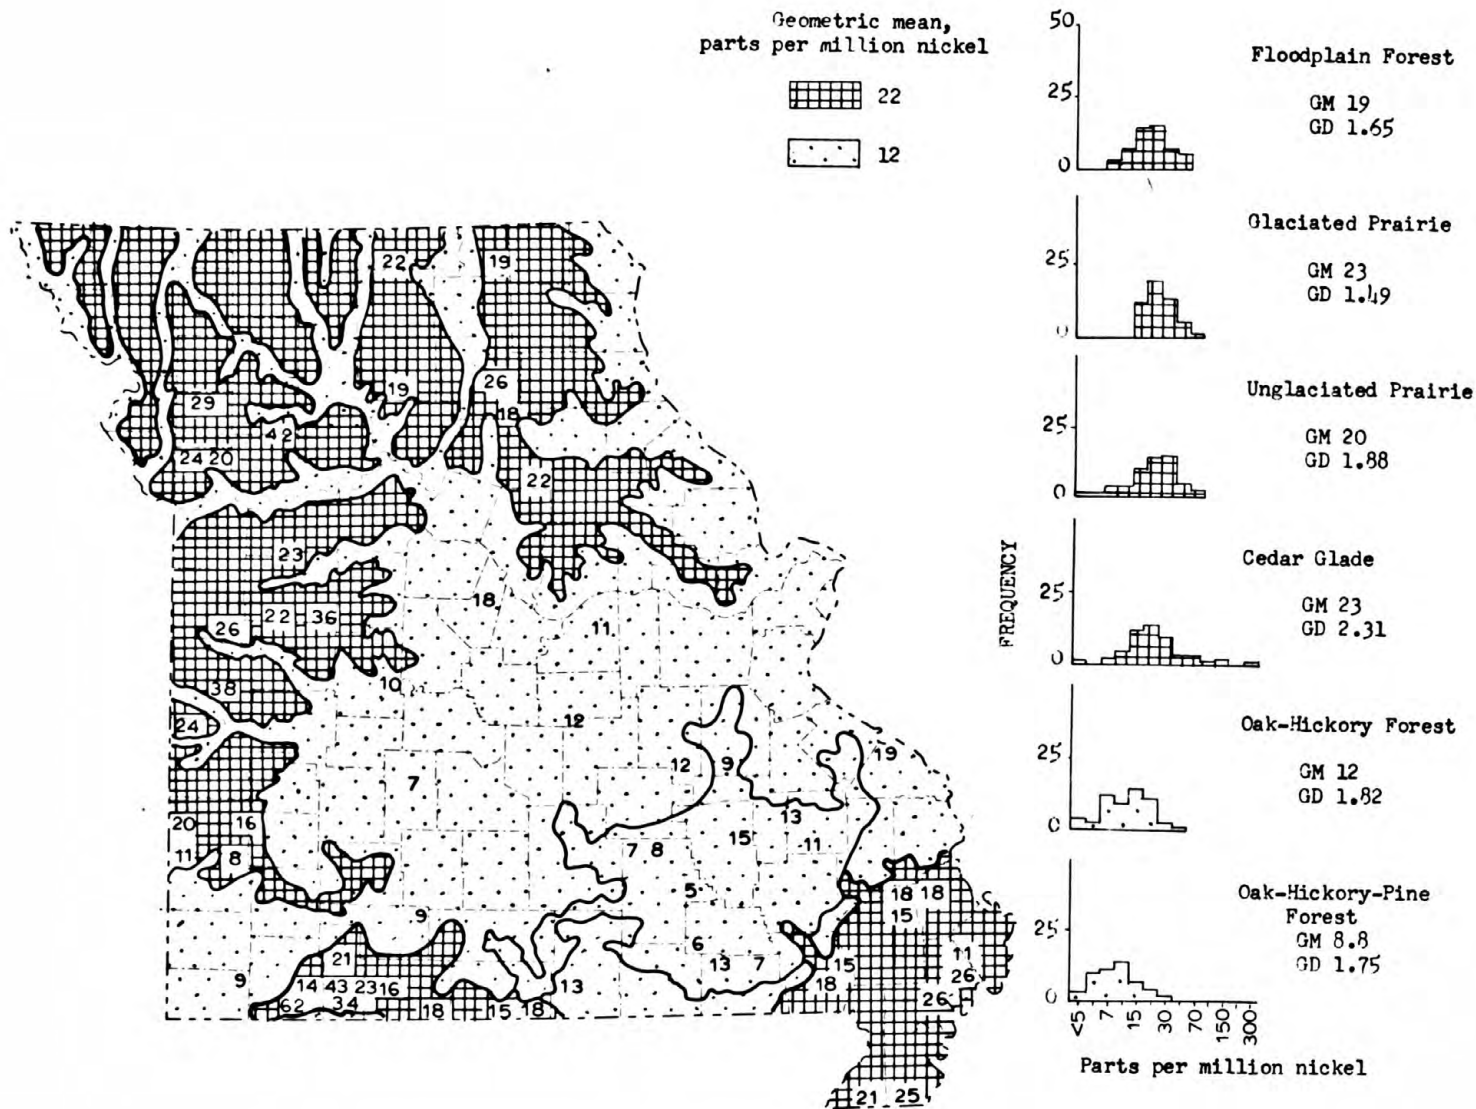 Geometric mean,
parts per million nickel
22
12
50
25
0
Floodplain Forest
GM 19
GD 1.65
25
0
Glaciated Prairie
GM 23
GD 1.49
25
0
Unglaciated Prairie
GM 20
GD 1.88
25
0
Cedar Glade
GM 23
GD 2.31
FREQUENCY
25
0
Oak-Hickory Forest
GM 12
GD 1.82
25
0
Oak-Hickory-Pine
Forest
GM 8.8
GD 1.75
<5 7 15 30 70 150 300
Parts per million nickel
22 19
19 26
29 18
42
24 20
22
23
18
22 36 11
26
38 10
24 12
12 9 19
7
20 16 13
15 11
11 8 7 8
5 18 18
9 15
6
21 13 7 15 11
9 14 43 23 16 13 18 26
62 34 18 15 18 26
21 25